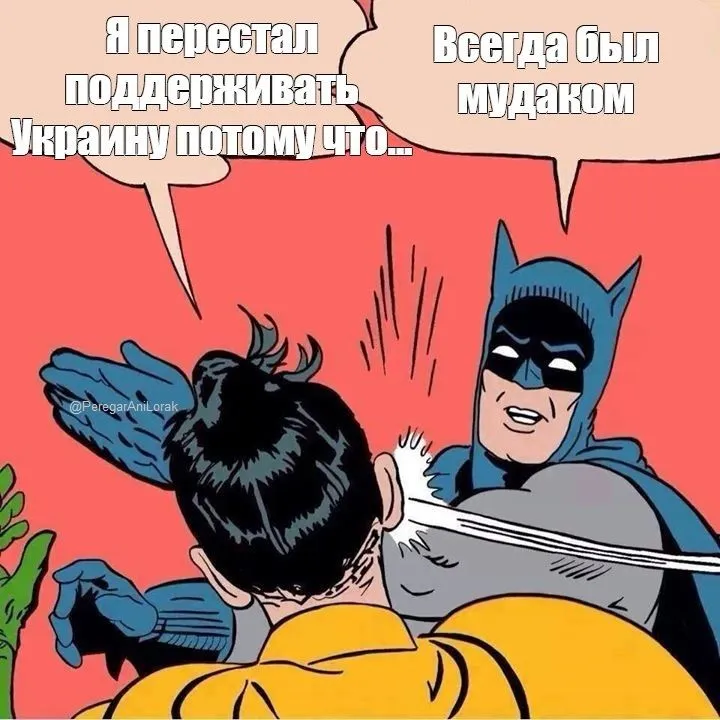 Я перестал
поддерживать
Украину потому что...
Всегда был
мудаком
@PeregarAniLorak